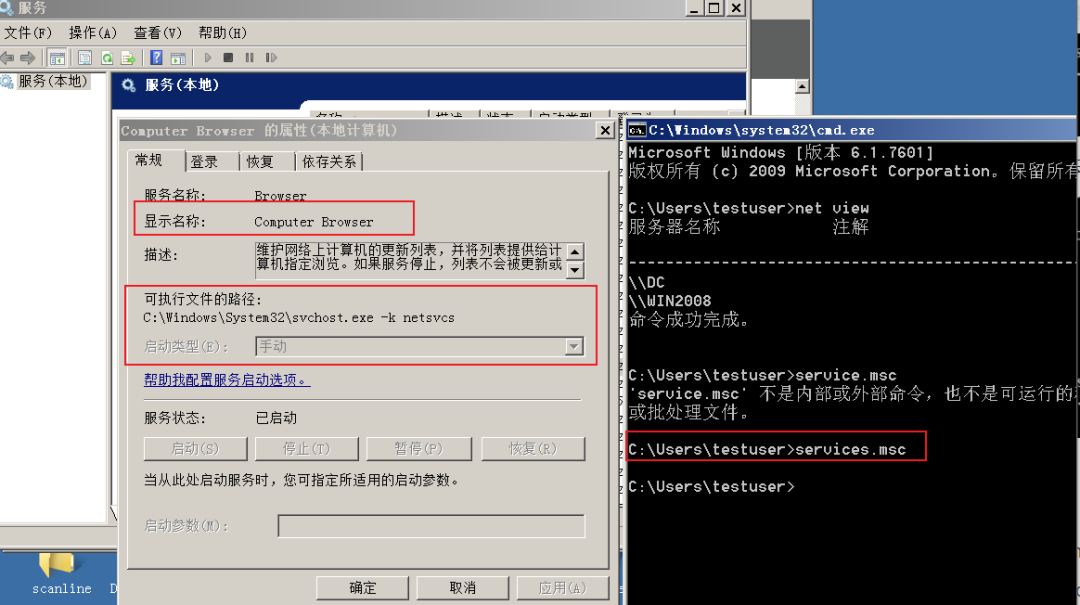 服务
文件(F) 操作(A) 查看(V) 帮助(H)
服务(本地)
服务(本地)
Computer Browser 的属性(本地计算机)
常规 登录 恢复 依存关系
服务名称: Browser
显示名称: Computer Browser
描述: 维护网络上计算机的更新列表，并将列表提供给计
算机指定浏览。如果服务停止，列表不会被更新或
可执行文件的路径:
C:\Windows\System32\svchost.exe -k netsvcs
启动类型(E): 手动
帮助我配置服务启动选项。
服务状态: 已启动
启动(S) 停止(T) 暂停(P) 恢复(R)
当从此处启动服务时，您可指定所适用的启动参数。
启动参数(M):
确定 取消 应用(A)
scanline
C:\Windows\system32\cmd.exe
Microsoft Windows [版本 6.1.7601]
版权所有 (c) 2009 Microsoft Corporation。保留所有
C:\Users\testuser>net view
服务器名称 注解
-------------------------------------------------
\\DC
\\WIN2008
命令成功完成。
C:\Users\testuser>service.msc
'service.msc' 不是内部或外部命令，也不是可运行的
或批处理文件。
C:\Users\testuser>services.msc
C:\Users\testuser>